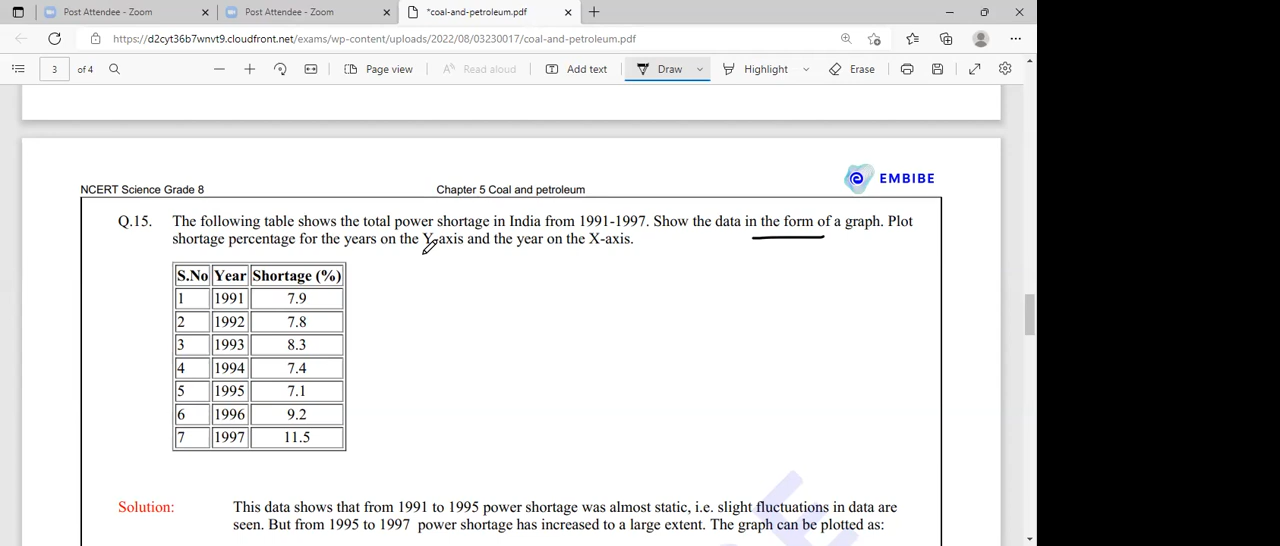 Post Attendee - Zoom
Post Attendee - Zoom
*coal-and-petroleum.pdf
https://d2cyt36b7wnvt9.cloudfront.net/exams/wp-content/uploads/2022/08/03230017/coal-and-petroleum.pdf
3 of 4 Page view Read aloud Add text Draw Highlight Erase
EMBIBE
NCERT Science Grade 8 Chapter 5 Coal and petroleum
Q.15. The following table shows the total power shortage in India from 1991-1997. Show the data in the form of a graph. Plot
shortage percentage for the years on the Y-axis and the year on the X-axis.
S.No Year Shortage (%)
1 1991 7.9
2 1992 7.8
3 1993 8.3
4 1994 7.4
5 1995 7.1
6 1996 9.2
7 1997 11.5
Solution: This data shows that from 1991 to 1995 power shortage was almost static, i.e. slight fluctuations in data are
seen. But from 1995 to 1997 power shortage has increased to a large extent. The graph can be plotted as: